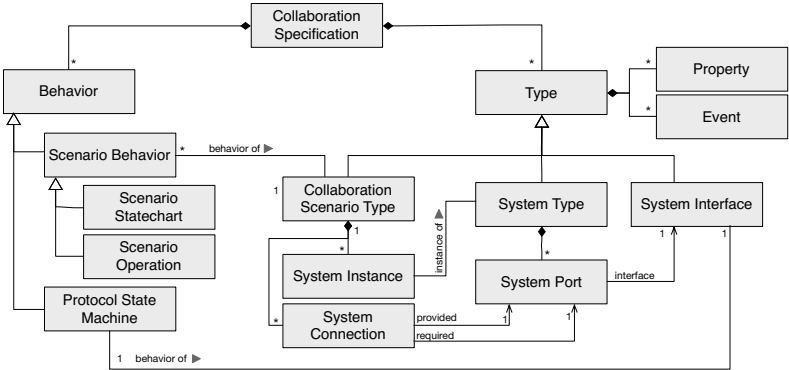 Collaboration
Specification
*
*
Behavior
Type
*
Property
*
Event
Scenario Behavior
*
behavior of ▶
1
Collaboration
Scenario Type
System Type
System Interface
Scenario
Statechart
1
*
instance of ▶
*
1
1
Scenario
Operation
System Instance
System Port
interface
Protocol State
Machine
*
System
Connection
provided
1
required
1
1
behavior of ▶